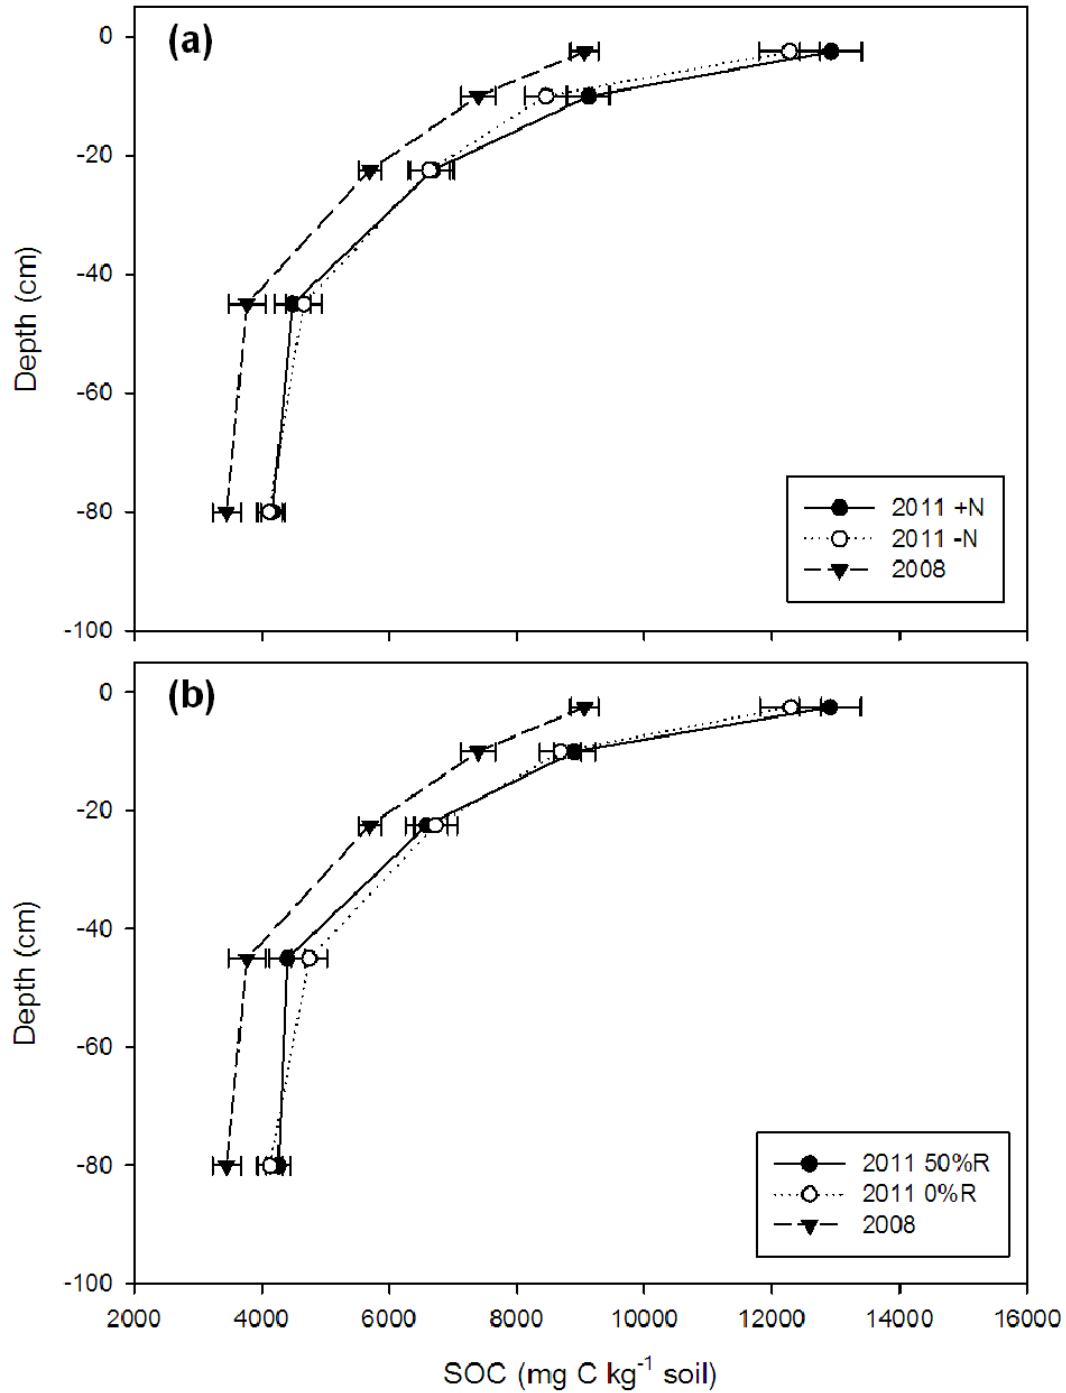 (a)
0
-20
-40
-60
-80
-100
Depth (cm)
2011 +N
2011 -N
2008
(b)
0
-20
-40
-60
-80
-100
Depth (cm)
2011 50%R
2011 0%R
2008
2000 4000 6000 8000 10000 12000 14000 16000
SOC (mg C kg⁻¹ soil)